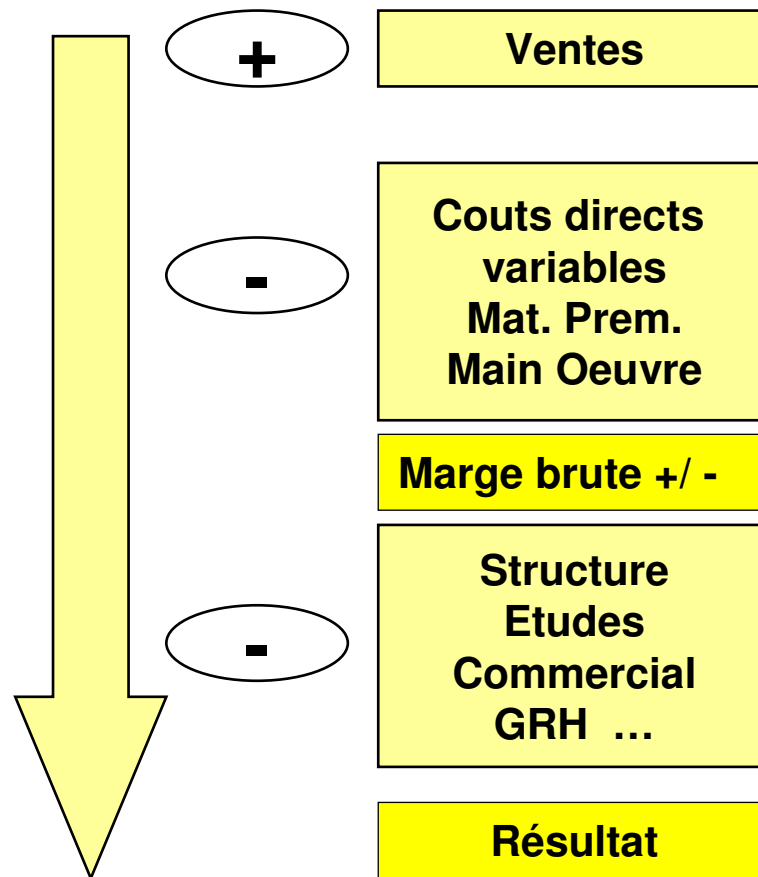 +
Ventes
-
Couts directs
variables
Mat. Prem.
Main Oeuvre
Marge brute +/ -
-
Structure
Etudes
Commercial
GRH …
Résultat